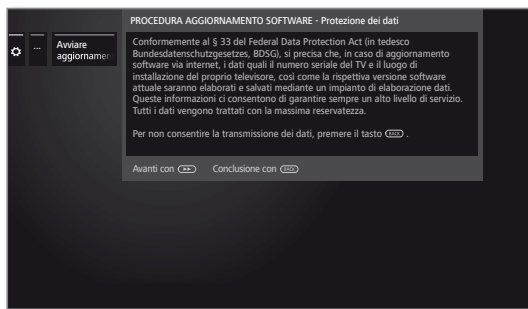 PROCEDURA AGGIORNAMENTO SOFTWARE - Protezione dei dati
...
Avviare
aggiornamen
Conformemente al § 33 del Federal Data Protection Act (in tedesco
Bundesdatenschutzgesetzes, BDSG), si precisa che, in caso di aggiornamento
software via internet, i dati quali il numero seriale del TV e il luogo di
installazione del proprio televisore, così come la rispettiva versione software
attuale saranno elaborati e salvati mediante un impianto di elaborazione dati.
Queste informazioni ci consentono di garantire sempre un alto livello di servizio.
Tutti i dati vengono trattati con la massima reservatezza.
Per non consentire la transmissione dei dati, premere il tasto BACK .
Avanti con Conclusione con BACK